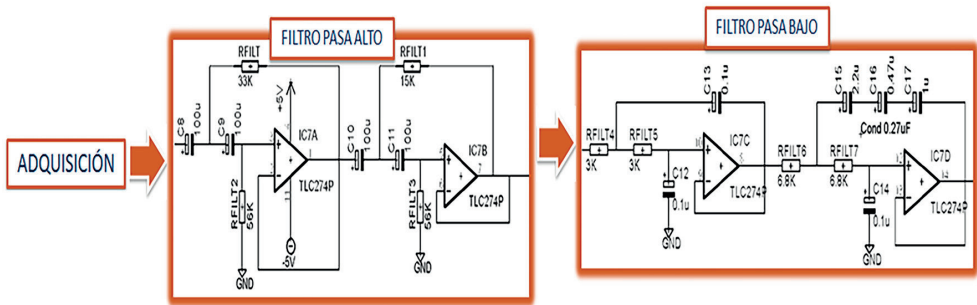 ADQUISICIÓN
FILTRO PASA ALTO
RFILT
33K
C8
100u
C9
100u
+5V
IC7A
TLC274P
RFILT2
56K
GND
-5V
RFILT1
15K
C10
100u
C11
100u
IC7B
TLC274P
RFILT3
56K
GND
FILTRO PASA BAJO
C13
0.1u
RFILT4
3K
RFILT5
3K
IC7C
TLC274P
C12
0.1u
GND
C15
2.2u
C16
0.47u
C17
1u
Cond 0.27uF
RFILT6
6.8K
RFILT7
6.8K
IC7D
TLC274P
C14
0.1u
GND